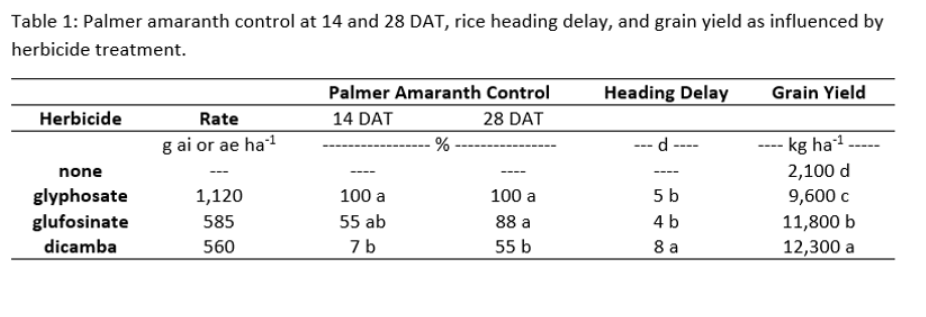 Table 1: Palmer amaranth control at 14 and 28 DAT, rice heading delay, and grain yield as influenced by
herbicide treatment.
Palmer Amaranth Control Heading Delay Grain Yield
Herbicide Rate 14 DAT 28 DAT
g ai or ae ha⁻¹ ----------------- % ---------------- --- d ---- ---- kg ha⁻¹ -----
none --- ---- ---- ---- 2,100 d
glyphosate 1,120 100 a 100 a 5 b 9,600 c
glufosinate 585 55 ab 88 a 4 b 11,800 b
dicamba 560 7 b 55 b 8 a 12,300 a